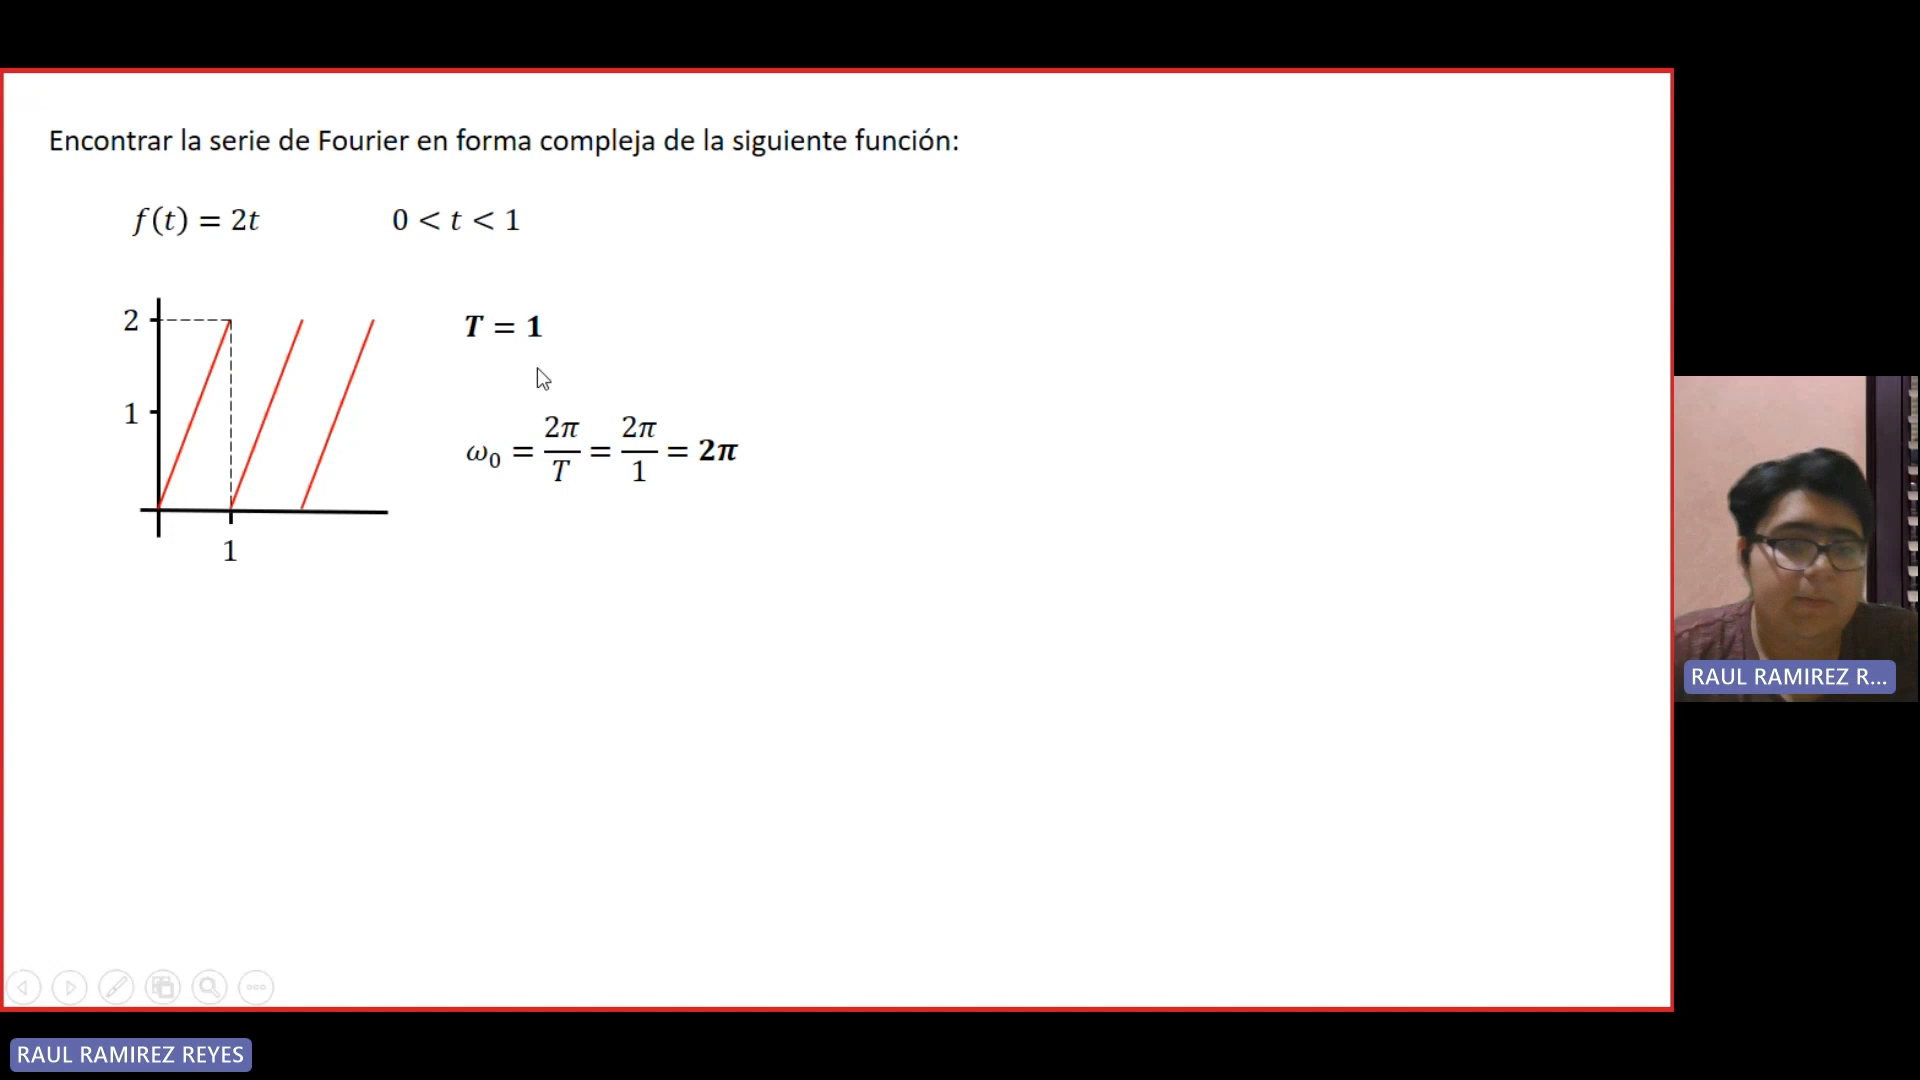 Encontrar la serie de Fourier en forma compleja de la siguiente función:
f(t) = 2t 0 < t < 1
2
1
1
T = 1
ω₀ = 2π/T = 2π/1 = 2π
RAUL RAMIREZ R...
RAUL RAMIREZ REYES